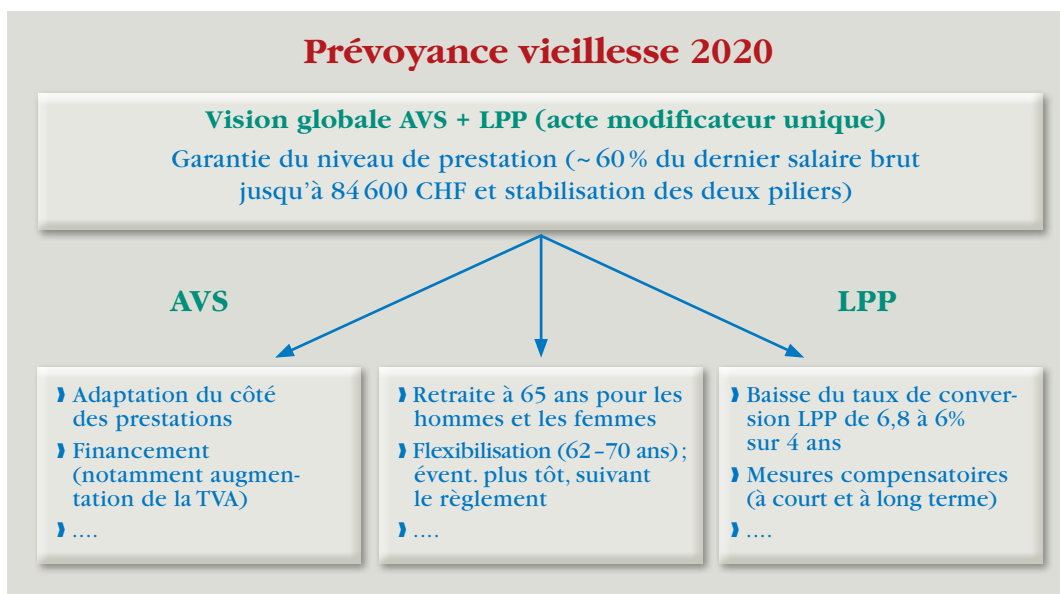 Prévoyance vieillesse 2020
Vision globale AVS + LPP (acte modificateur unique)
Garantie du niveau de prestation (~ 60 % du dernier salaire brut
jusqu'à 84 600 CHF et stabilisation des deux piliers)
AVS
LPP
❱ Adaptation du côté
des prestations
❱ Financement
(notamment augmen-
tation de la TVA)
❱ ....
❱ Retraite à 65 ans pour les
hommes et les femmes
❱ Flexibilisation (62 – 70 ans) ;
évent. plus tôt, suivant
le règlement
❱ ....
❱ Baisse du taux de conver-
sion LPP de 6,8 à 6%
sur 4 ans
❱ Mesures compensatoires
(à court et à long terme)
❱ ....